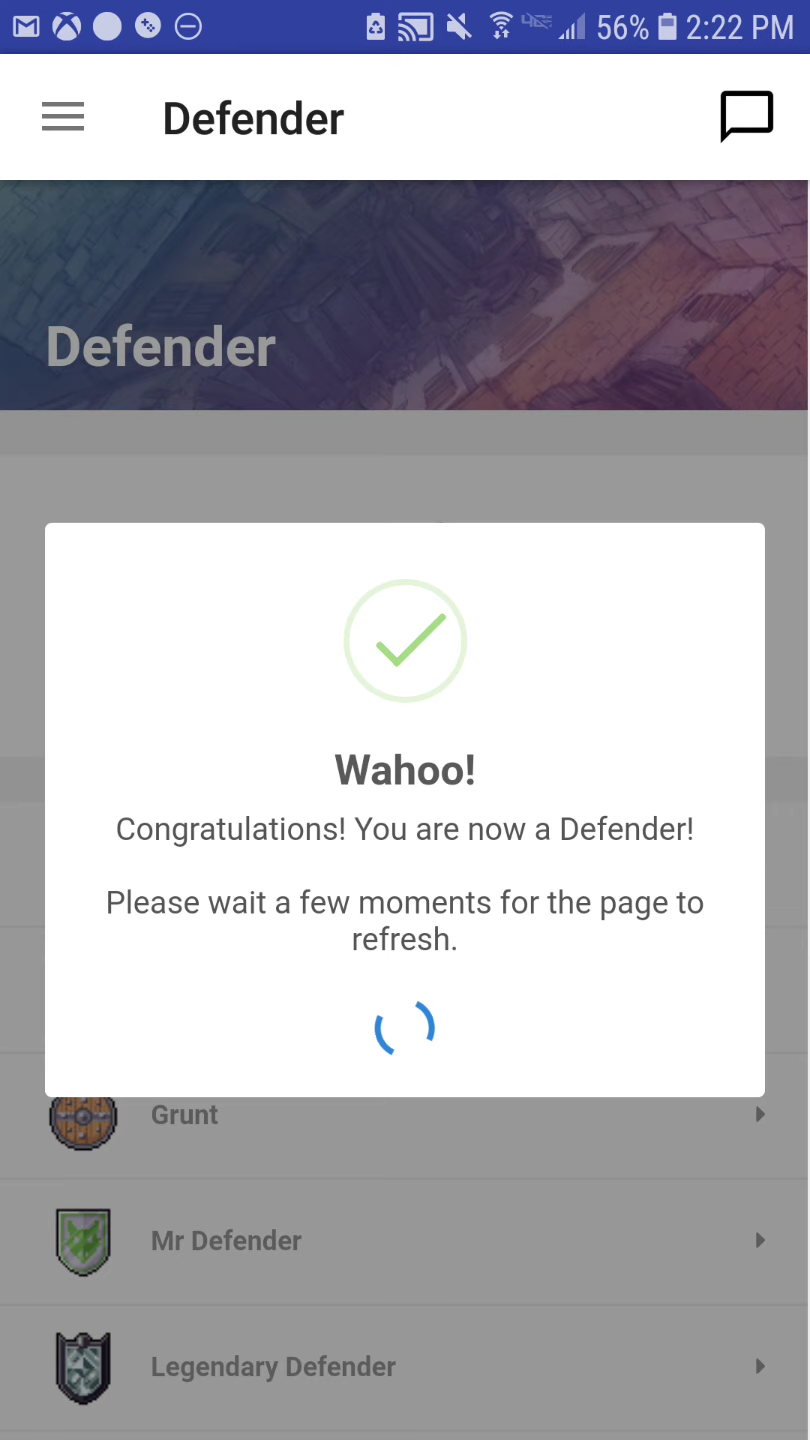 56% 2:22 PM
Defender
Defender
Wahoo!
Congratulations! You are now a Defender!
Please wait a few moments for the page to
refresh.
Grunt
Mr Defender
Legendary Defender